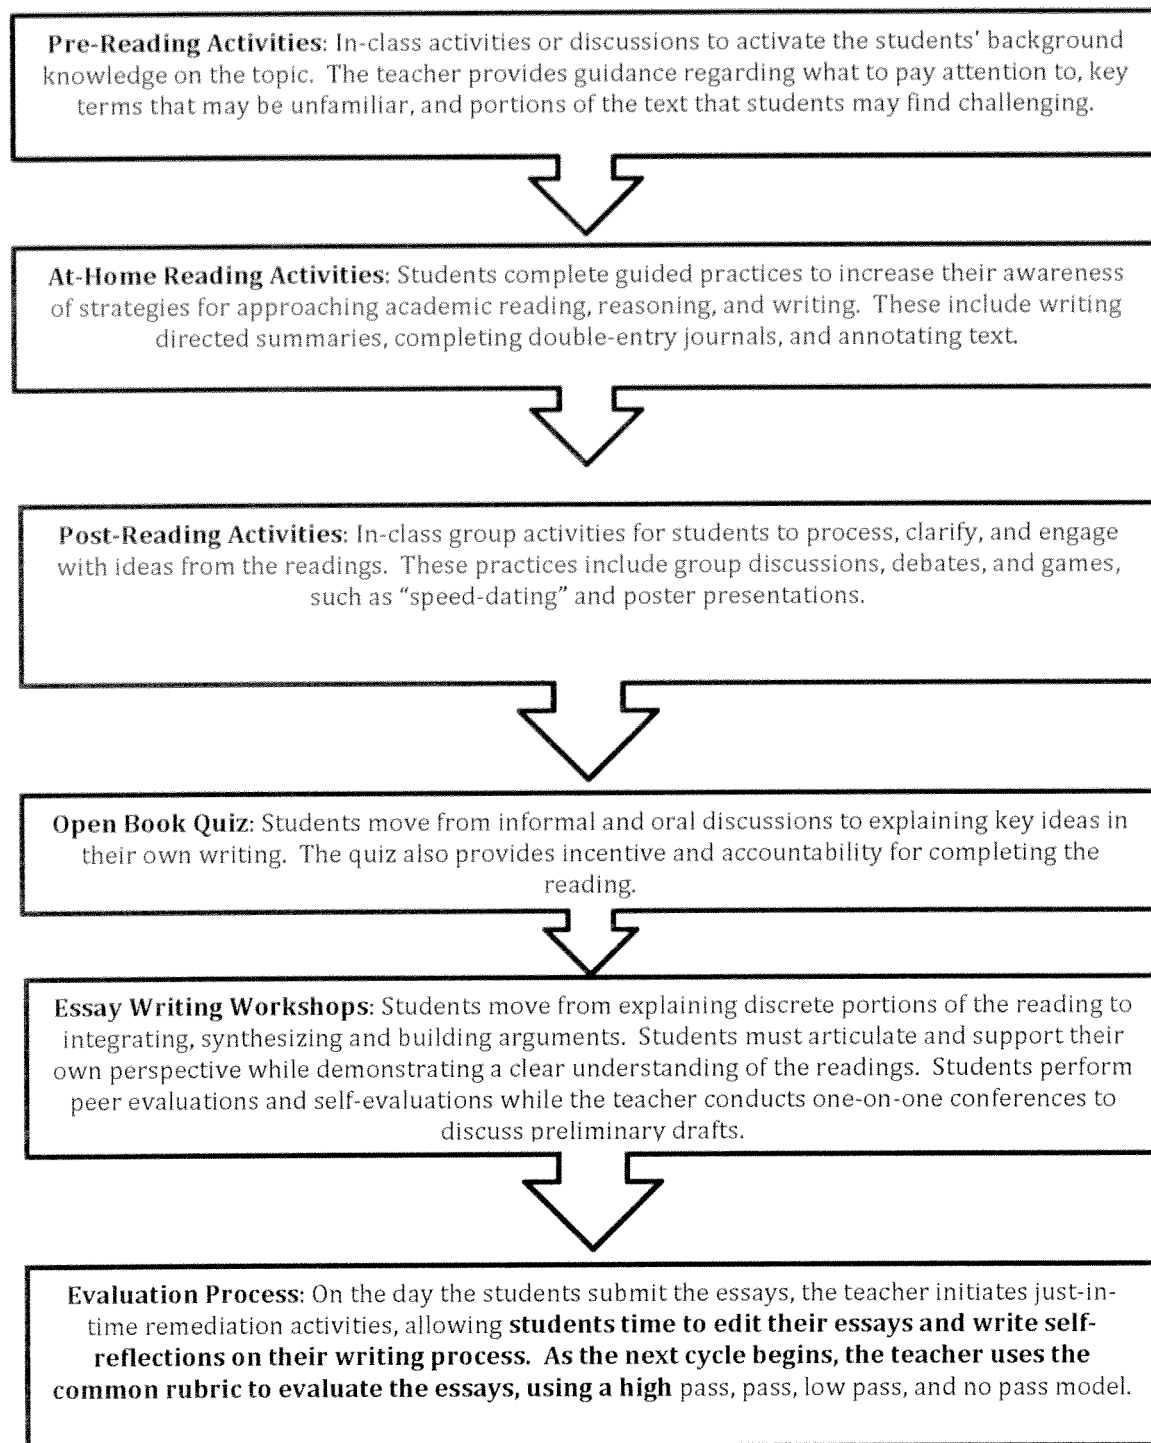 Pre-Reading Activities: In-class activities or discussions to activate the students' background
knowledge on the topic. The teacher provides guidance regarding what to pay attention to, key
terms that may be unfamiliar, and portions of the text that students may find challenging.
At-Home Reading Activities: Students complete guided practices to increase their awareness
of strategies for approaching academic reading, reasoning, and writing. These include writing
directed summaries, completing double-entry journals, and annotating text.
Post-Reading Activities: In-class group activities for students to process, clarify, and engage
with ideas from the readings. These practices include group discussions, debates, and games,
such as "speed-dating" and poster presentations.
Open Book Quiz: Students move from informal and oral discussions to explaining key ideas in
their own writing. The quiz also provides incentive and accountability for completing the
reading.
Essay Writing Workshops: Students move from explaining discrete portions of the reading to
integrating, synthesizing and building arguments. Students must articulate and support their
own perspective while demonstrating a clear understanding of the readings. Students perform
peer evaluations and self-evaluations while the teacher conducts one-on-one conferences to
discuss preliminary drafts.
Evaluation Process: On the day the students submit the essays, the teacher initiates just-in-
time remediation activities, allowing students time to edit their essays and write self-
reflections on their writing process. As the next cycle begins, the teacher uses the
common rubric to evaluate the essays, using a high pass, pass, low pass, and no pass model.